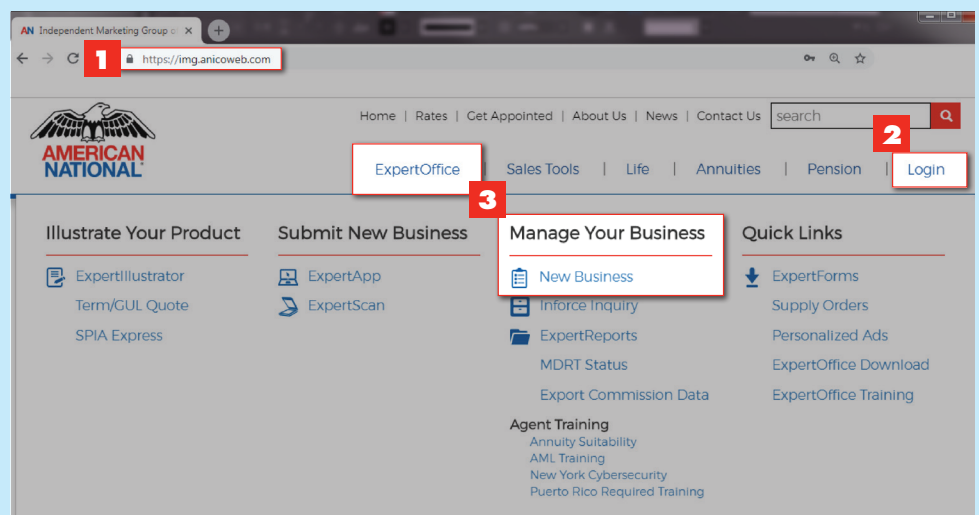 AN Independent Marketing Group o
1
https://img.anicoweb.com
Home | Rates | Get Appointed | About Us | News | Contact Us
search
2
AMERICAN
NATIONAL
ExpertOffice | Sales Tools | Life | Annuities | Pension | Login
3
Illustrate Your Product
ExpertIllustrator
Term/GUL Quote
SPIA Express
Submit New Business
ExpertApp
ExpertScan
Manage Your Business
New Business
Inforce Inquiry
ExpertReports
MDRT Status
Export Commission Data
Agent Training
Annuity Suitability
AML Training
New York Cybersecurity
Puerto Rico Required Training
Quick Links
ExpertForms
Supply Orders
Personalized Ads
ExpertOffice Download
ExpertOffice Training